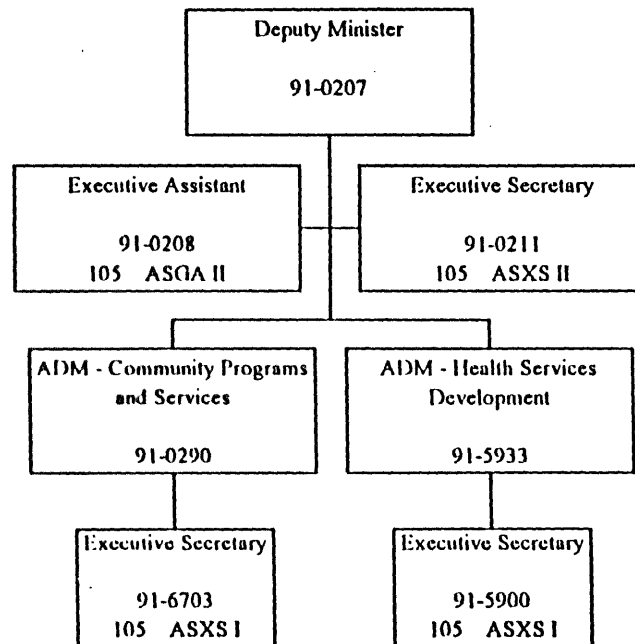 Deputy Minister
91-0207
Executive Assistant
91-0208
105 ASGA II
Executive Secretary
91-0211
105 ASXS II
ADM - Community Programs
and Services
91-0290
ADM - Health Services
Development
91-5933
Executive Secretary
91-6703
105 ASXS I
Executive Secretary
91-5900
105 ASXS I